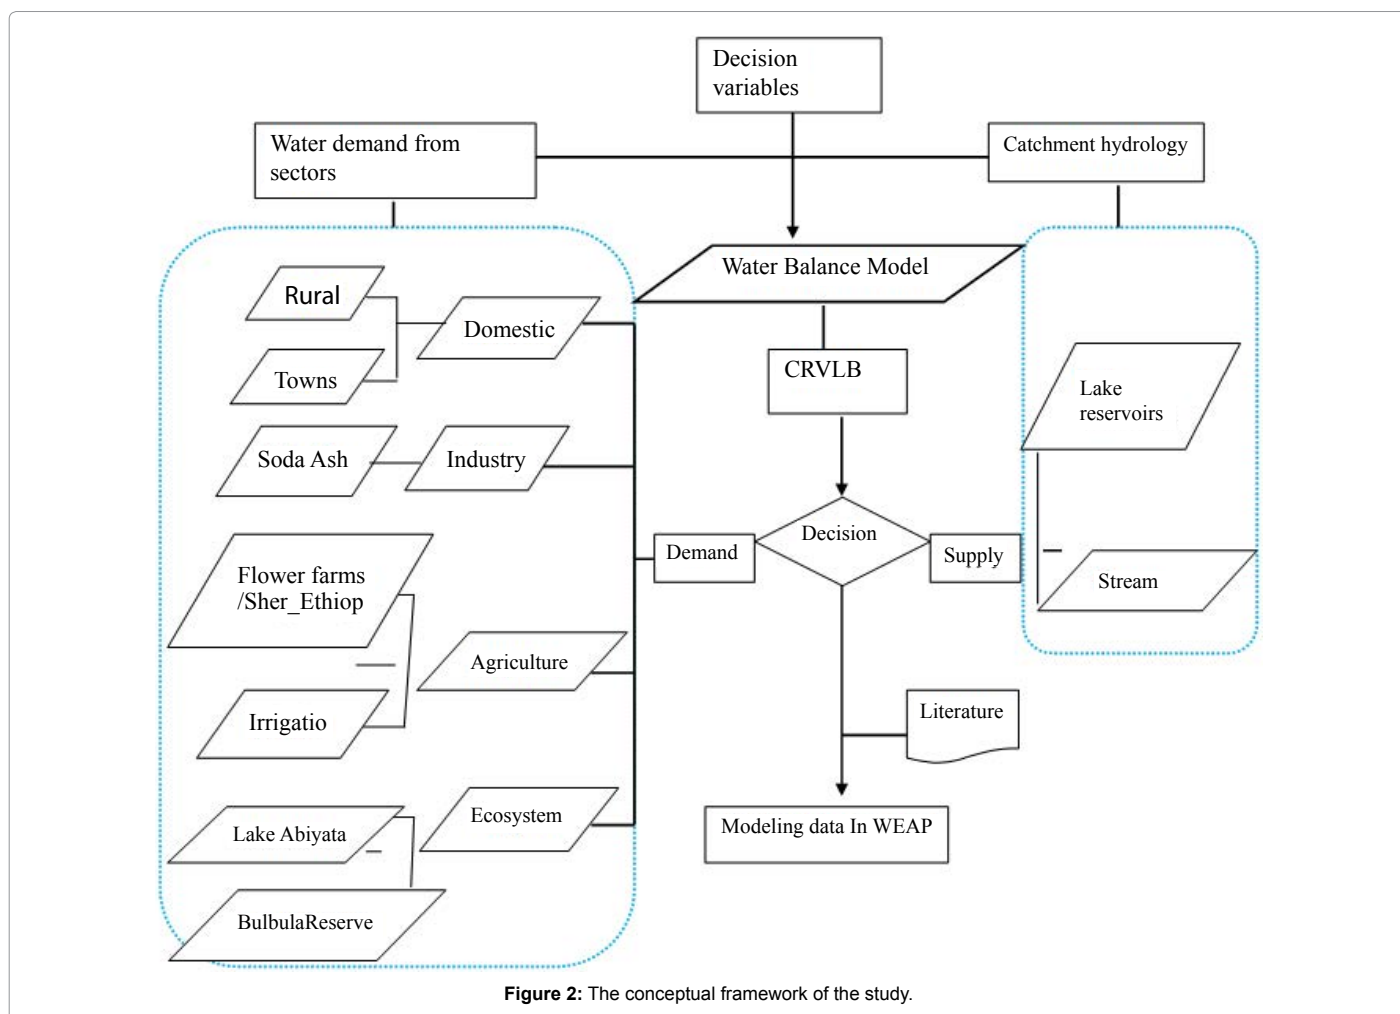 Decision
variables
Water demand from
sectors
Catchment hydrology
Water Balance Model
Rural
Domestic
Towns
CRVLB
Lake
reservoirs
Soda Ash
Industry
Decision
Demand
Supply
Flower farms
/Sher_Ethiop
Stream
Agriculture
Irrigatio
Literature
Ecosystem
Lake Abiyata
Modeling data In WEAP
BulbulaReserve
Figure 2: The conceptual framework of the study.